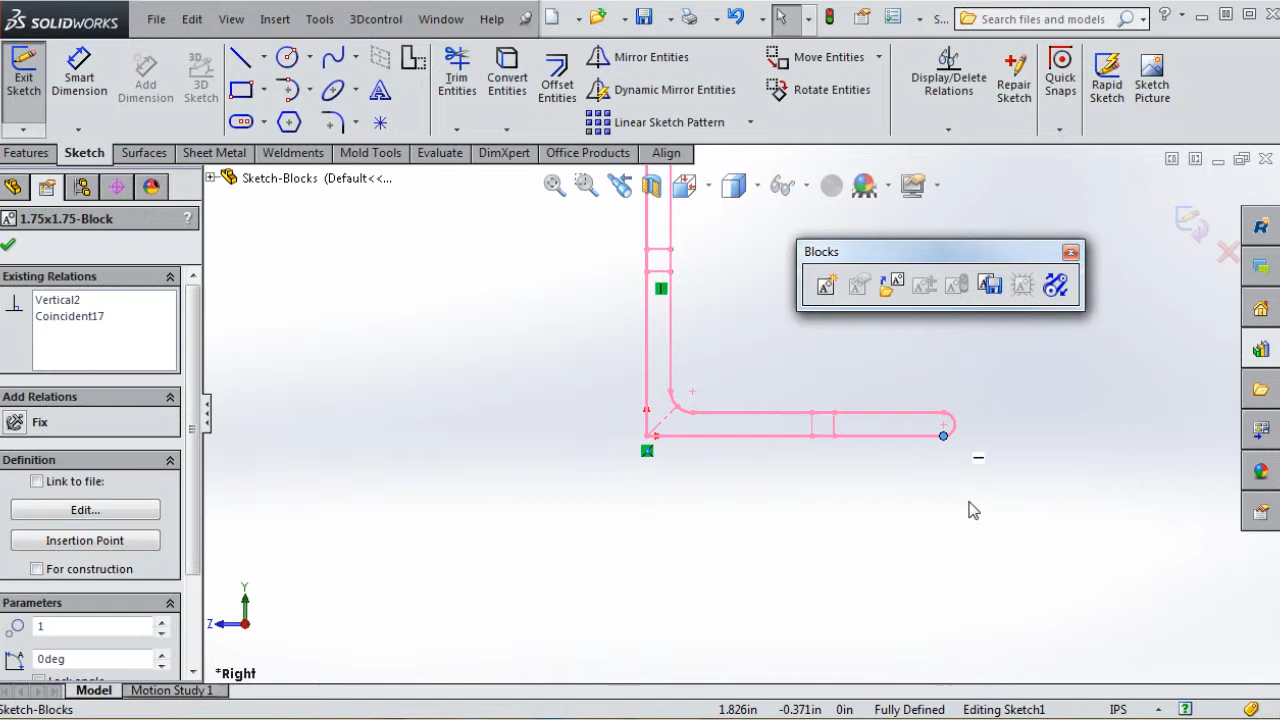 SOLIDWORKS File Edit View Insert Tools 3Dcontrol Window Help S... Search files and models ?
Exit Sketch
Smart Dimension
Add Dimension
3D Sketch
Trim Entities
Convert Entities
Offset Entities
Mirror Entities
Dynamic Mirror Entities
Linear Sketch Pattern
Move Entities
Rotate Entities
Display/Delete Relations
Repair Sketch
Quick Snaps
Rapid Sketch
Sketch Picture
Features Sketch Surfaces Sheet Metal Weldments Mold Tools Evaluate DimXpert Office Products Align
Sketch-Blocks (Default<<...
1.75x1.75-Block ?
Existing Relations
Vertical2
Coincident17
Add Relations
Fix
Definition
Link to file:
Edit...
Insertion Point
For construction
Parameters
1
0deg
Blocks
Y
Z
*Right
Model Motion Study 1
Sketch-Blocks 1.826in -0.371in 0in Fully Defined Editing Sketch1 IPS ?